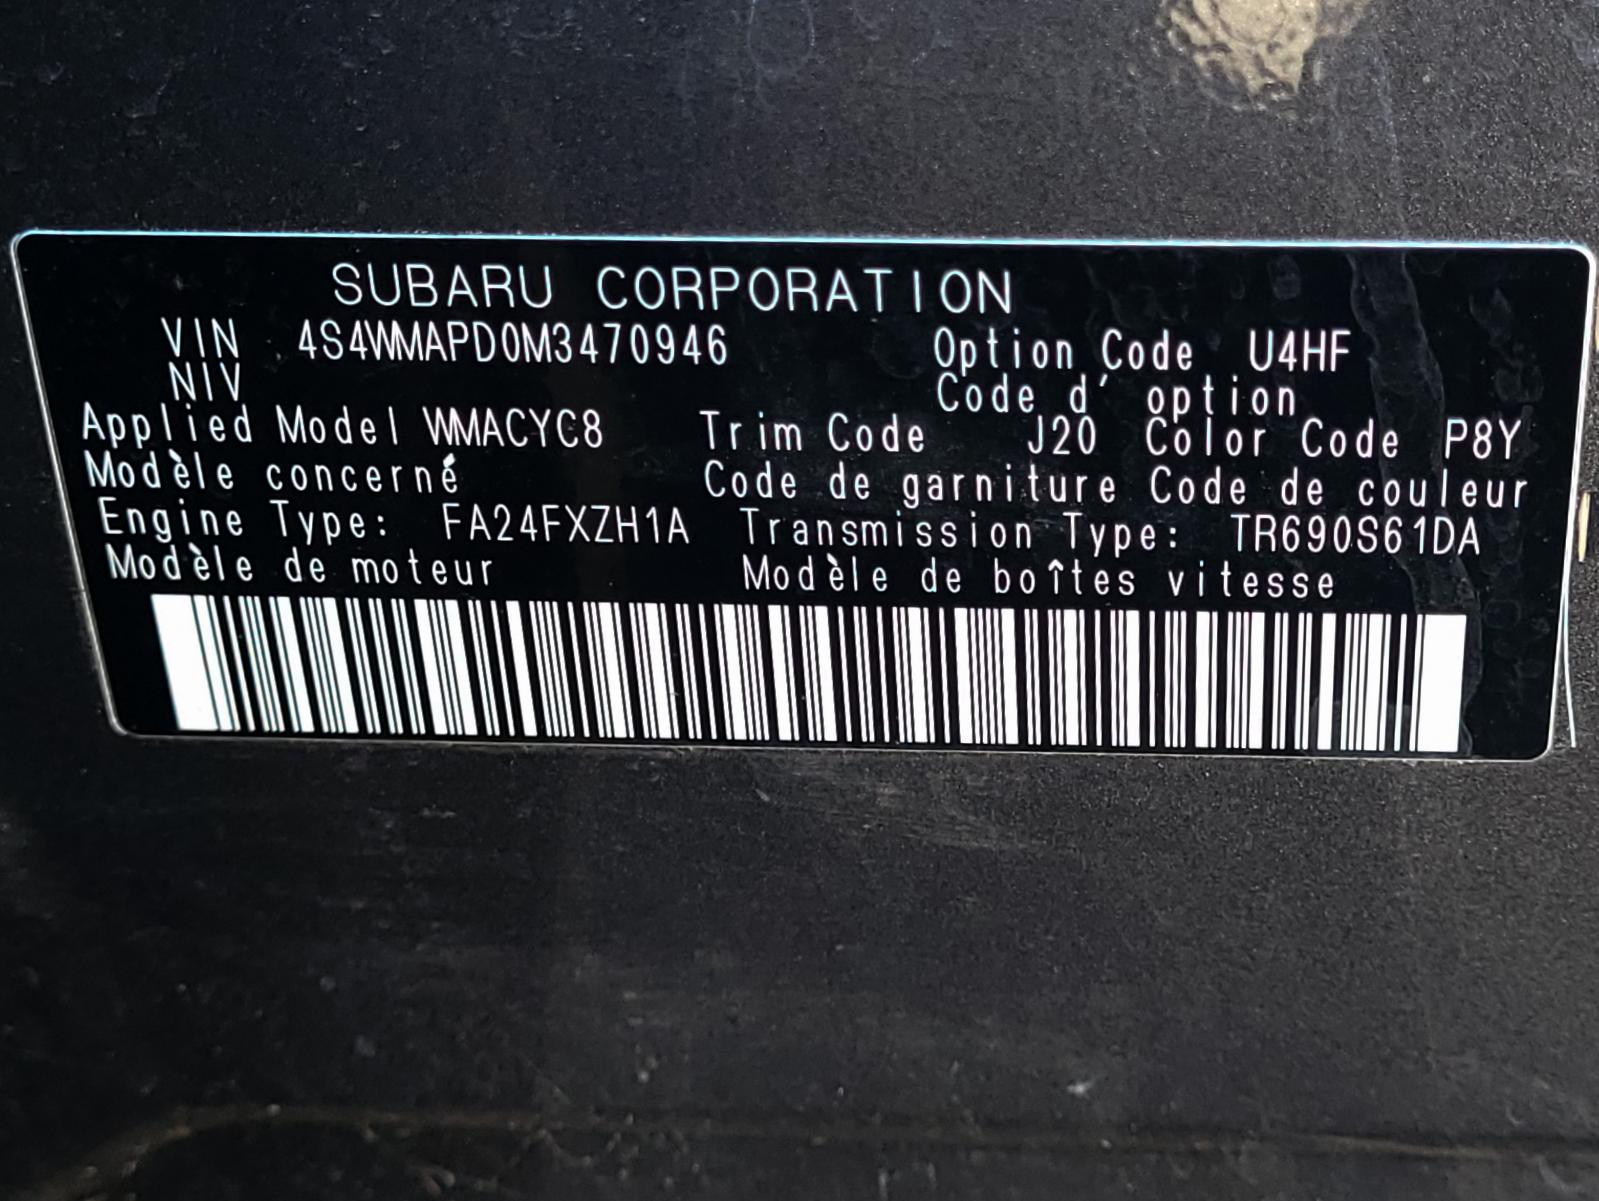 SUBARU CORPORATION
VIN 4S4WMAPD0M3470946 Option Code U4HF
NIV Code d' option
Applied Model WMACYC8 Trim Code J20 Color Code P8Y
Modèle concerné Code de garniture Code de couleur
Engine Type: FA24FXZH1A Transmission Type: TR690S61DA
Modèle de moteur Modèle de boîtes vitesse